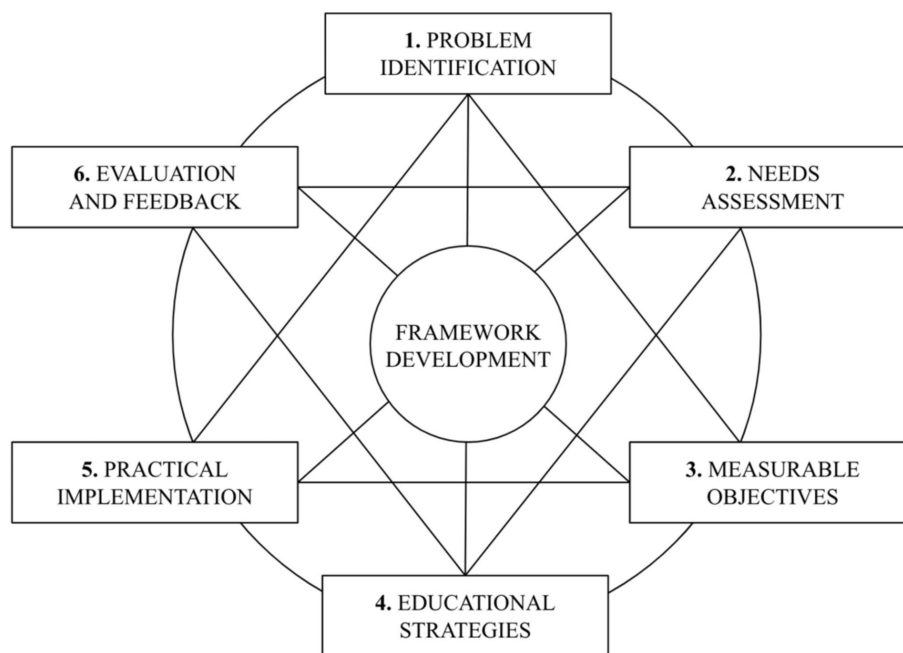 1. PROBLEM
IDENTIFICATION
6. EVALUATION
AND FEEDBACK
2. NEEDS
ASSESSMENT
FRAMEWORK
DEVELOPMENT
5. PRACTICAL
IMPLEMENTATION
3. MEASURABLE
OBJECTIVES
4. EDUCATIONAL
STRATEGIES